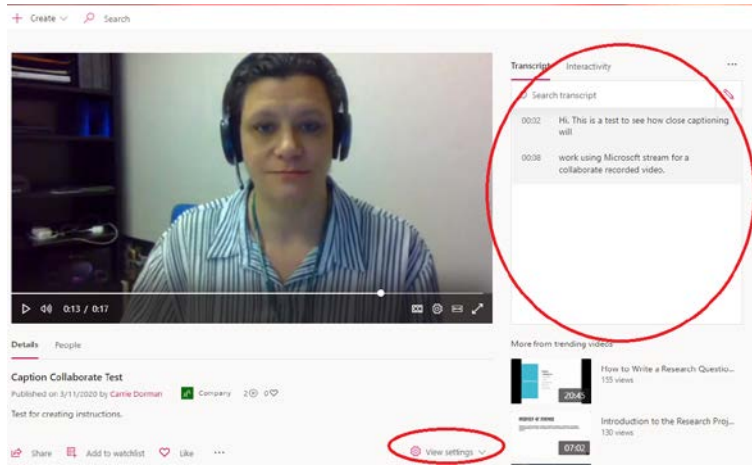 Create
Search
Transcript Interactivity ...
Search transcript
00:02 Hi. This is a test to see how close captioning
will
00:08 work using Microsoft stream for a
collaborate recorded video.
0:13 / 0:17
Details People
Caption Collaborate Test
Published on 3/11/2020 by Carrie Dorman Company 2 0
Test for creating instructions.
Share Add to watchlist Like ... View settings
More from trending videos
How to Write a Research Questio...
155 views
20:45
Introduction to the Research Proj...
130 views
07:02